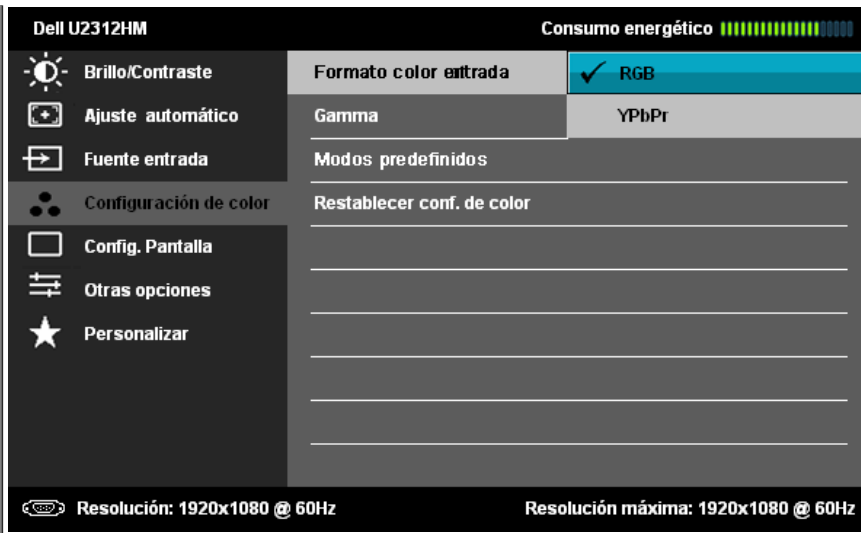 Dell U2312HM Consumo energético
Brillo/Contraste Formato color entrada RGB
Ajuste automático Gamma YPbPr
Fuente entrada Modos predefinidos
Configuración de color Restablecer conf. de color
Config. Pantalla
Otras opciones
Personalizar
Resolución: 1920x1080 @ 60Hz Resolución máxima: 1920x1080 @ 60Hz